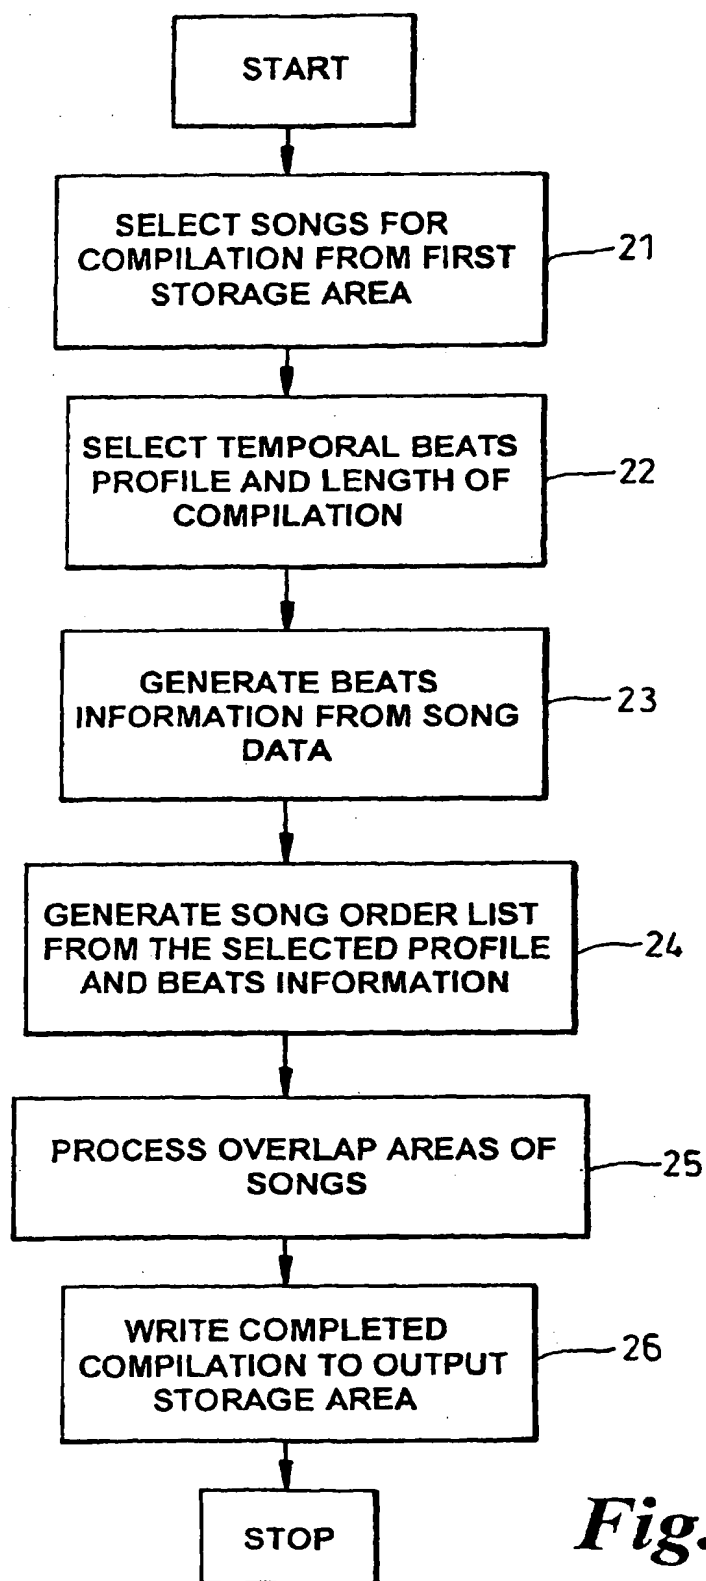 START
SELECT SONGS FOR
COMPILATION FROM FIRST
STORAGE AREA
21
SELECT TEMPORAL BEATS
PROFILE AND LENGTH OF
COMPILATION
22
GENERATE BEATS
INFORMATION FROM SONG
DATA
23
GENERATE SONG ORDER LIST
FROM THE SELECTED PROFILE
AND BEATS INFORMATION
24
PROCESS OVERLAP AREAS OF
SONGS
25
WRITE COMPLETED
COMPILATION TO OUTPUT
STORAGE AREA
26
STOP
Fig.